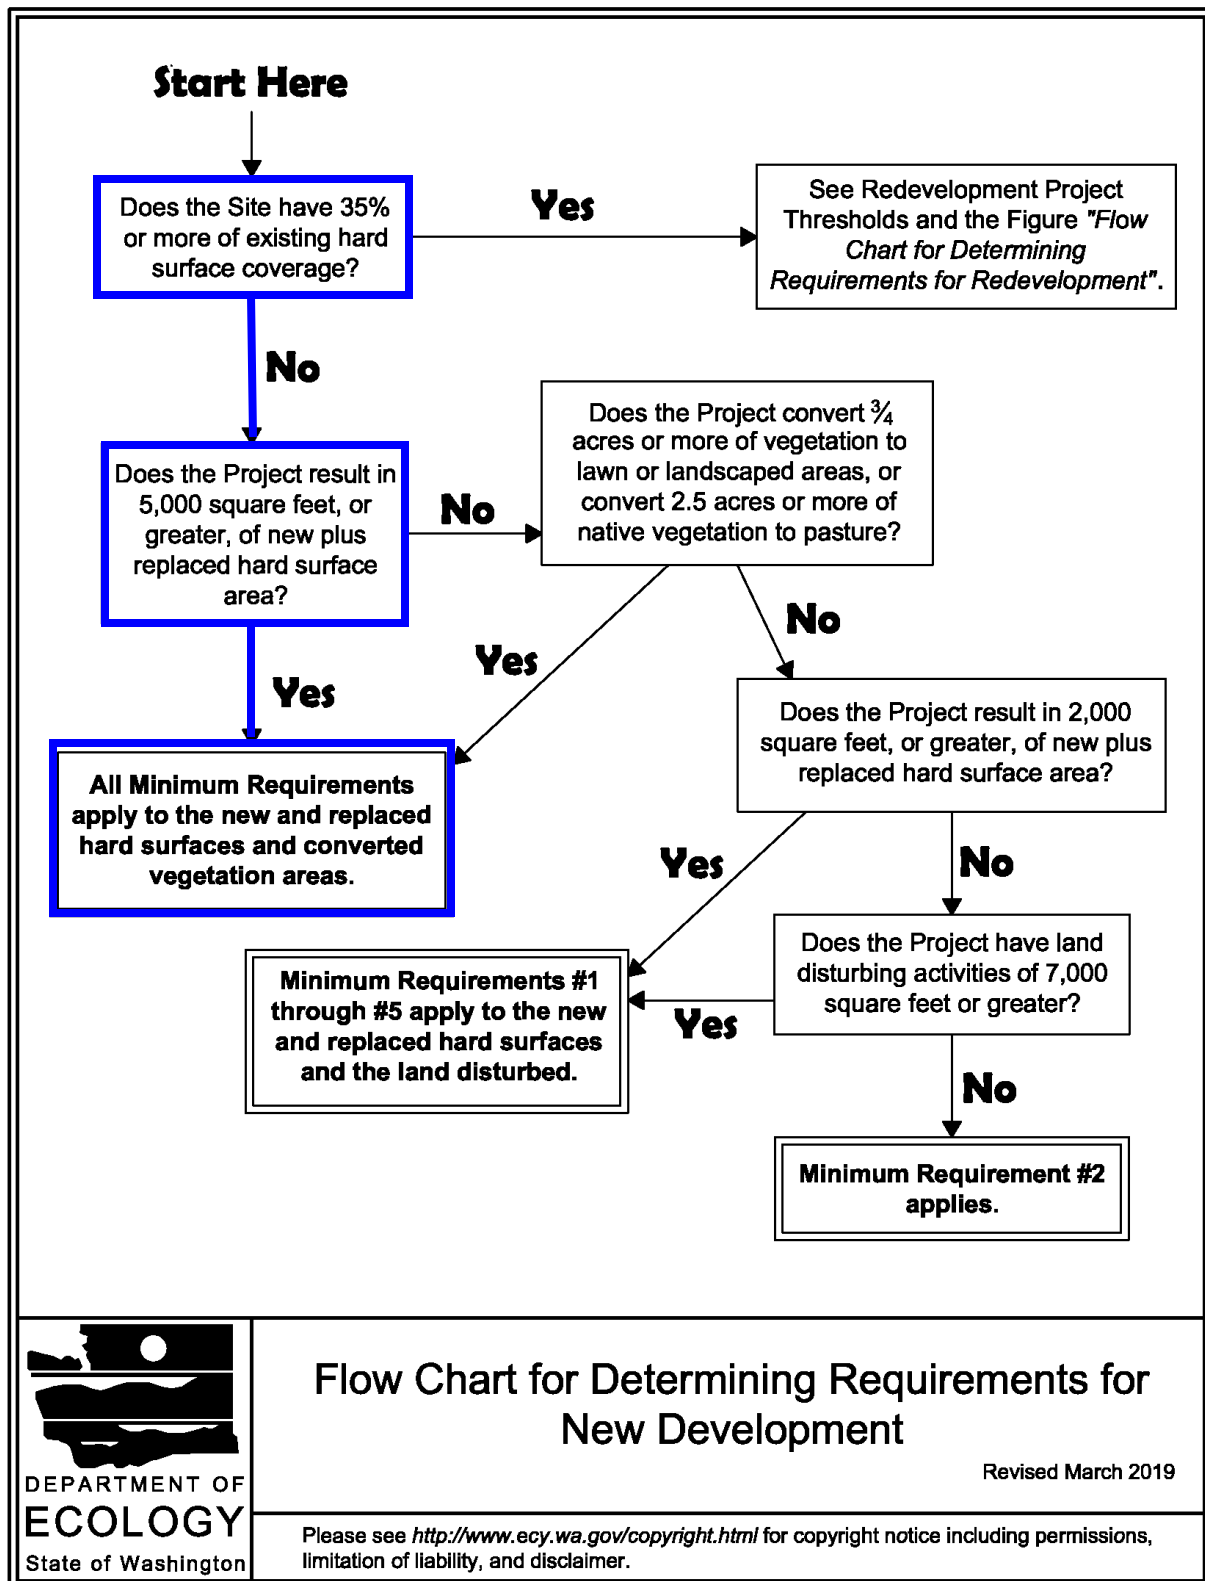 Start Here
Does the Site have 35%
or more of existing hard
surface coverage?
Yes
See Redevelopment Project
Thresholds and the Figure "Flow
Chart for Determining
Requirements for Redevelopment".
No
Does the Project result in
5,000 square feet, or
greater, of new plus
replaced hard surface
area?
No
Does the Project convert ¾
acres or more of vegetation to
lawn or landscaped areas, or
convert 2.5 acres or more of
native vegetation to pasture?
Yes
Yes
No
All Minimum Requirements
apply to the new and replaced
hard surfaces and converted
vegetation areas.
Does the Project result in 2,000
square feet, or greater, of new plus
replaced hard surface area?
Yes
No
Minimum Requirements #1
through #5 apply to the new
and replaced hard surfaces
and the land disturbed.
Yes
Does the Project have land
disturbing activities of 7,000
square feet or greater?
No
Minimum Requirement #2
applies.
DEPARTMENT OF
ECOLOGY
State of Washington
Flow Chart for Determining Requirements for
New Development
Revised March 2019
Please see http://www.ecy.wa.gov/copyright.html for copyright notice including permissions,
limitation of liability, and disclaimer.